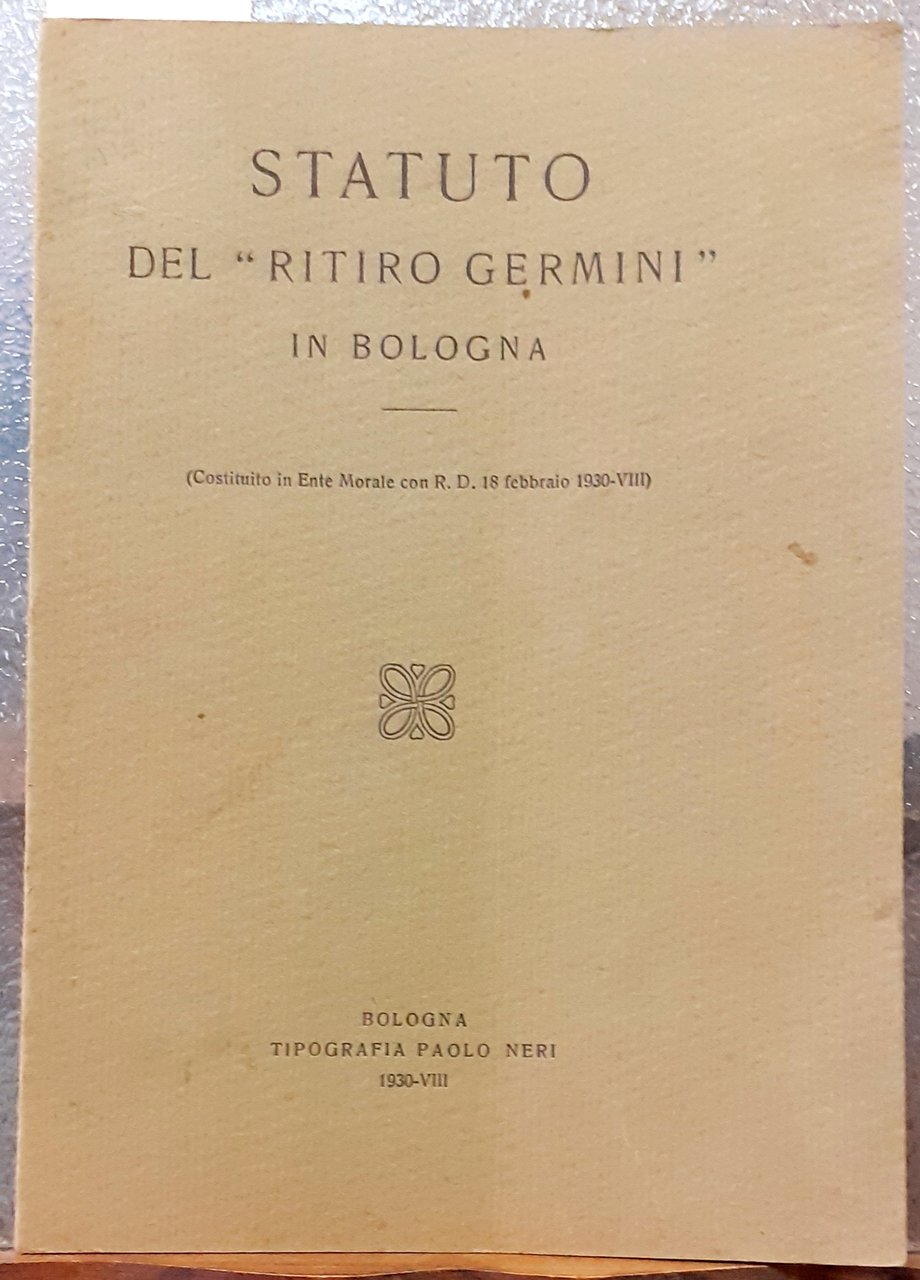 STATUTO
DEL “RITIRO GERMINI”
IN BOLOGNA
(Costituito in Ente Morale con R. D. 18 febbraio 1930-VIII)
BOLOGNA
TIPOGRAFIA PAOLO NERI
1930-VIII